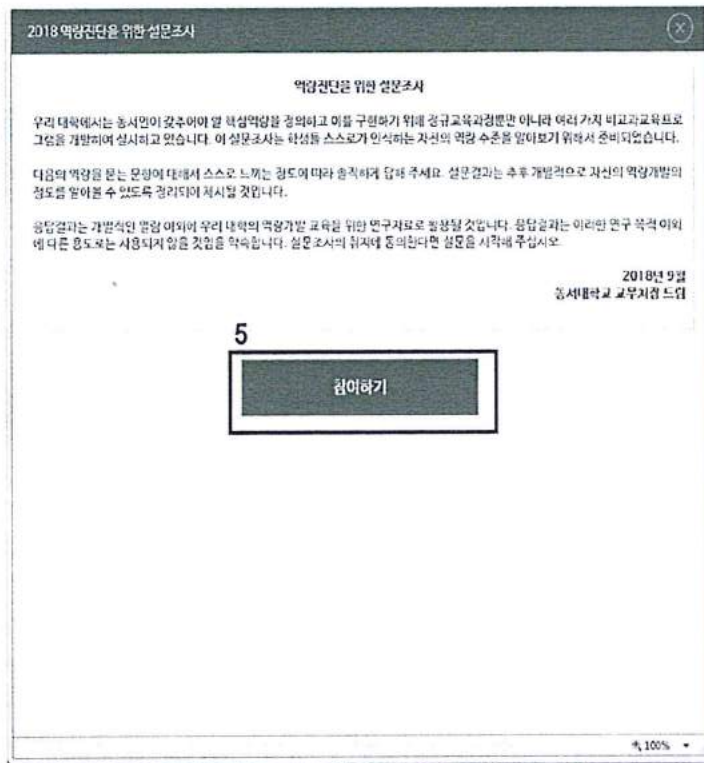 2018 역량진단을 위한 설문조사
역량진단을 위한 설문조사
우리 대학에서는 동서인이 갖추어야 할 핵심역량을 정의하고 이를 구현하기 위해 정규교육과정뿐만 아니라 여러 가지 비교과교육프로
그램을 개발하여 실시하고 있습니다. 이 설문조사는 학생들 스스로가 인식하는 자신의 역량 수준을 알아보기 위해서 준비되었습니다.
다음의 역량을 묻는 문항에 대해서 스스로 느끼는 정도에 따라 솔직하게 답해 주세요. 설문결과는 추후 개별적으로 자신의 역량개발의
정도를 알아볼 수 있도록 정리되어 제시될 것입니다.
응답결과는 개별적인 열람 이외에 우리 대학의 역량개발 교육을 위한 연구자료로 활용될 것입니다. 응답결과는 이러한 연구 목적 이외
에 다른 용도로는 사용되지 않을 것임을 약속합니다. 설문조사의 취지에 동의한다면 설문을 시작해 주십시오.
2018년 9월
동서대학교 교무처장 드림
5
참여하기
100%